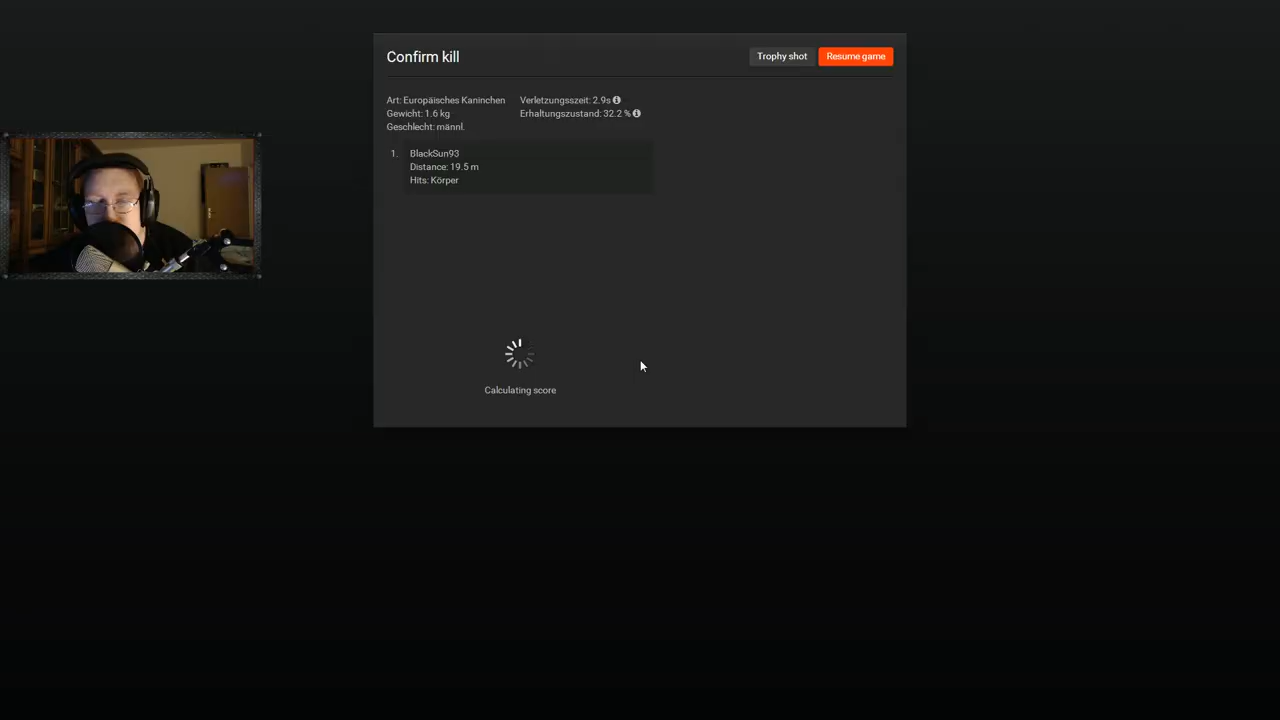 Confirm kill
Trophy shot
Resume game
Art: Europäisches Kaninchen
Gewicht: 1.6 kg
Geschlecht: männl.
Verletzungsszeit: 2.9s
Erhaltungszustand: 32.2 %
1. BlackSun93
Distance: 19.5 m
Hits: Körper
Calculating score